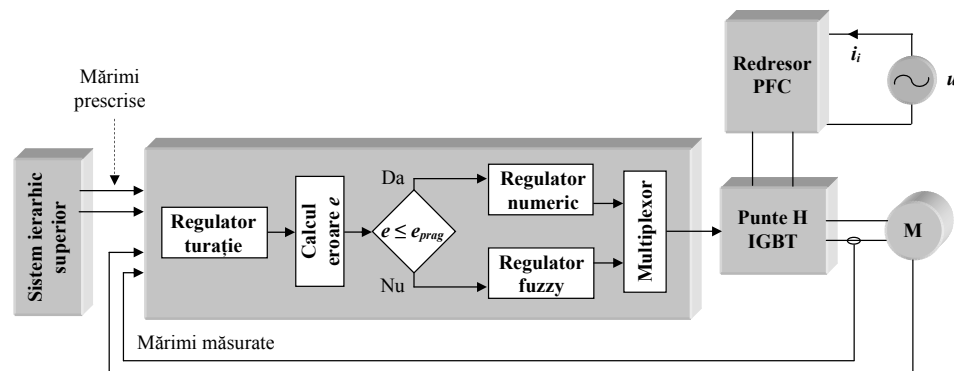 Mărimi
prescrise
Sistem ierarhic
superior
Regulator
turație
Calcul
eroare e
Da
e ≤ eprag
Nu
Regulator
numeric
Regulator
fuzzy
Multiplexor
Redresor
PFC
ii
Punte H
IGBT
M
Mărimi măsurate